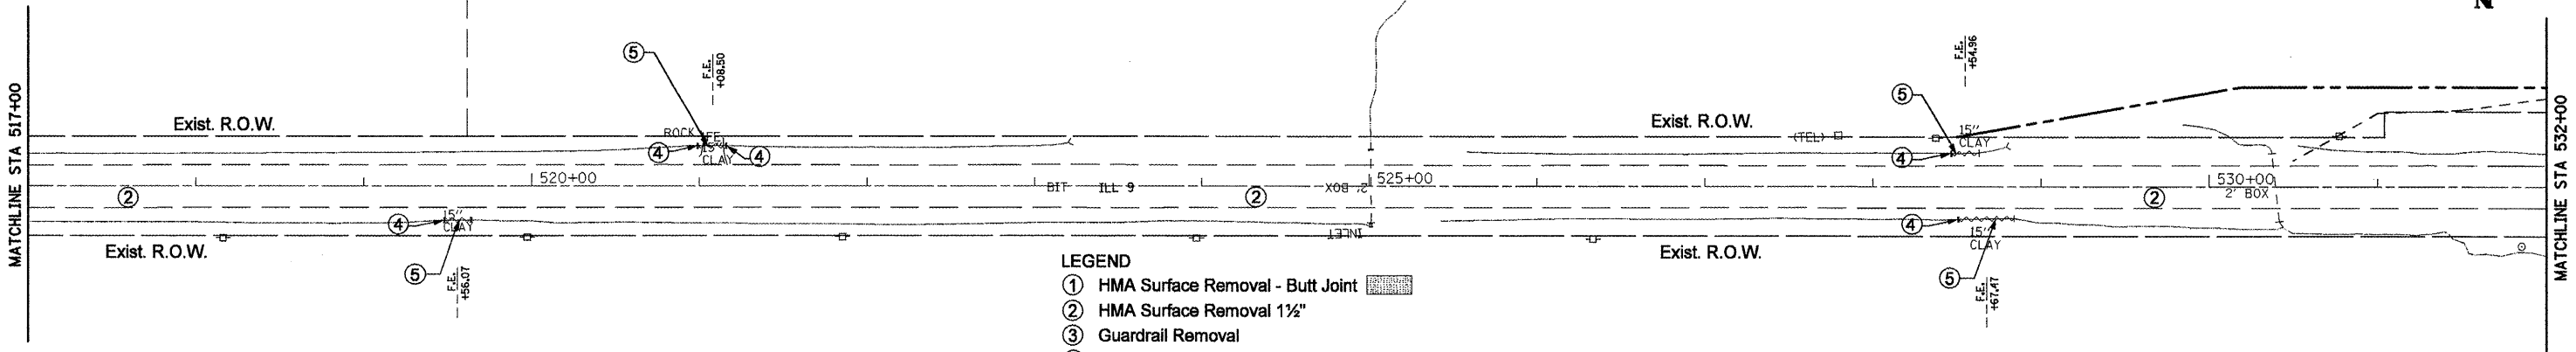 N
MATCHLINE STA 517+00
MATCHLINE STA 532+00
5
F.E.
+08.50
5
F.E.
+54.96
Exist. R.O.W.
ROCK
Exist. R.O.W.
(TEL)
15"
CLAY
4
15"
CLAY
4
4
520+00
525+00
530+00
2
BIT
ILL 9
2
2' BOX
2
2' BOX
4
15"
CLAY
INLET
4
15"
CLAY
Exist. R.O.W.
Exist. R.O.W.
5
F.E.
+56.07
5
F.E.
+67.47
LEGEND
1 HMA Surface Removal - Butt Joint
2 HMA Surface Removal 1½"
3 Guardrail Removal